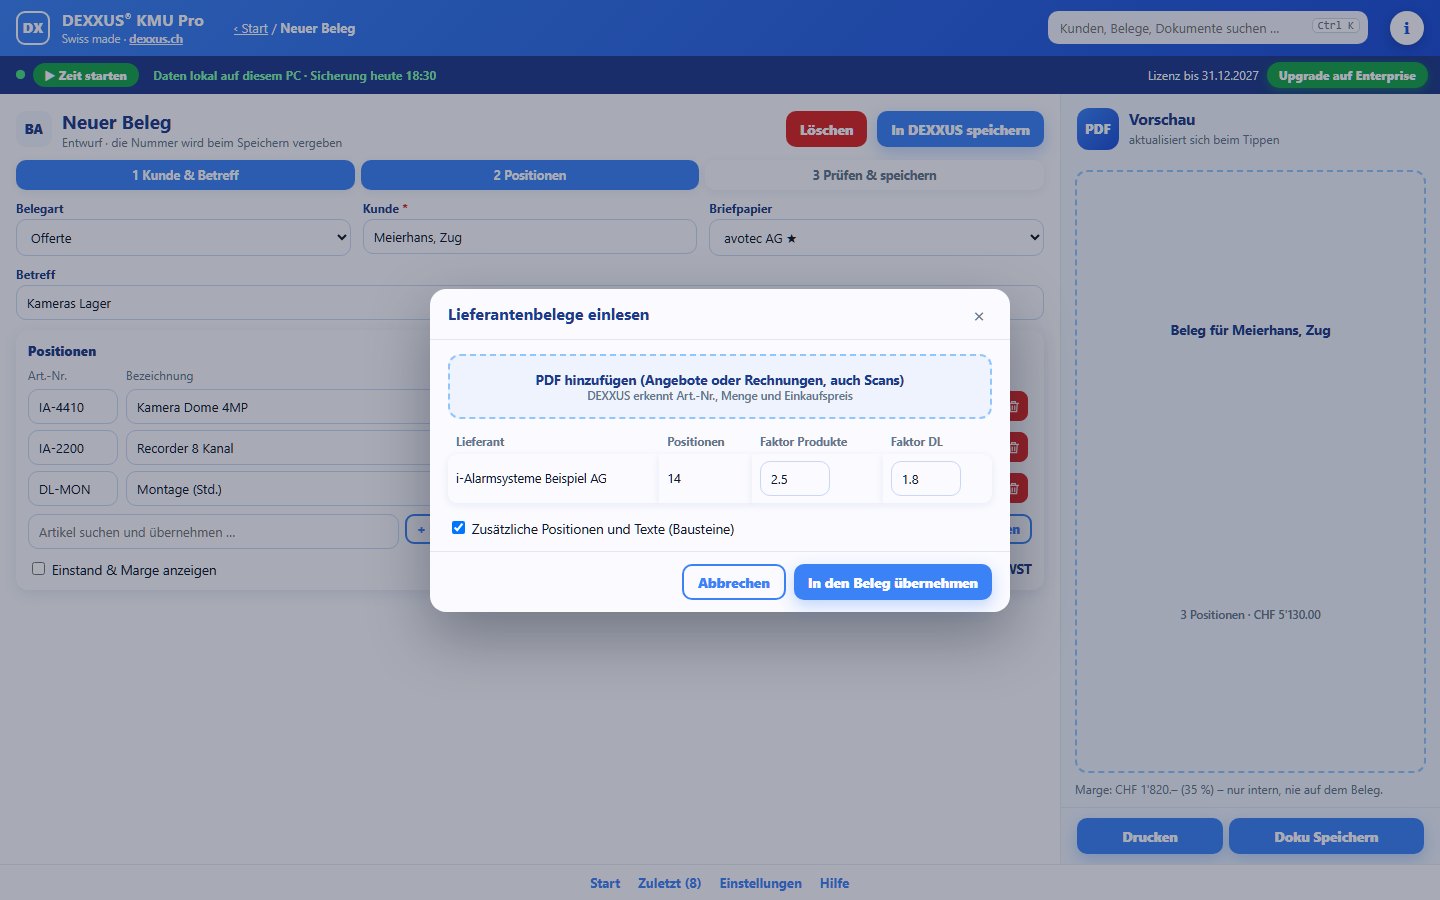 DX
DEXXUS® KMU Pro
Swiss made · dexxus.ch
‹ Start / Neuer Beleg
Kunden, Belege, Dokumente suchen ... Ctrl K
i
▶ Zeit starten
Daten lokal auf diesem PC · Sicherung heute 18:30
Lizenz bis 31.12.2027
Upgrade auf Enterprise
BA
Neuer Beleg
Entwurf · die Nummer wird beim Speichern vergeben
Löschen
In DEXXUS speichern
1 Kunde & Betreff
2 Positionen
3 Prüfen & speichern
Belegart
Kunde *
Briefpapier
Offerte
Meierhans, Zug
avotec AG ★
Betreff
Kameras Lager
Positionen
Art.-Nr. Bezeichnung
IA-4410 Kamera Dome 4MP
IA-2200 Recorder 8 Kanal
DL-MON Montage (Std.)
Artikel suchen und übernehmen ...
+
en
Einstand & Marge anzeigen
Lieferantenbelege einlesen
×
PDF hinzufügen (Angebote oder Rechnungen, auch Scans)
DEXXUS erkennt Art.-Nr., Menge und Einkaufspreis
Lieferant Positionen Faktor Produkte Faktor DL
i-Alarmsysteme Beispiel AG 14 2.5 1.8
Zusätzliche Positionen und Texte (Bausteine)
Abbrechen
In den Beleg übernehmen
PDF
Vorschau
aktualisiert sich beim Tippen
Beleg für Meierhans, Zug
3 Positionen · CHF 5'130.00
Marge: CHF 1'820.– (35 %) – nur intern, nie auf dem Beleg.
Drucken
Doku Speichern
Start Zuletzt (8) Einstellungen Hilfe